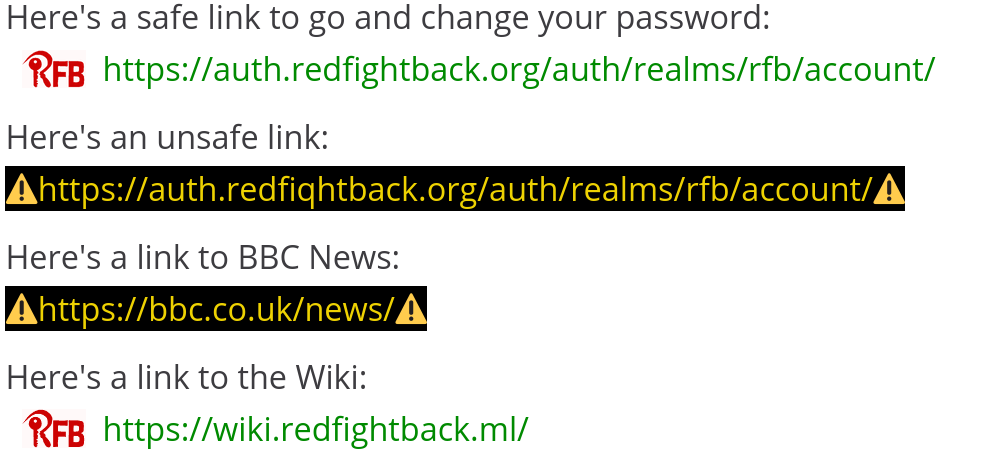 Here's a safe link to go and change your password:
RFB https://auth.redfightback.org/auth/realms/rfb/account/
Here's an unsafe link:
⚠https://auth.redfiqhtback.org/auth/realms/rfb/account/⚠
Here's a link to BBC News:
⚠https://bbc.co.uk/news/⚠
Here's a link to the Wiki:
RFB https://wiki.redfightback.ml/